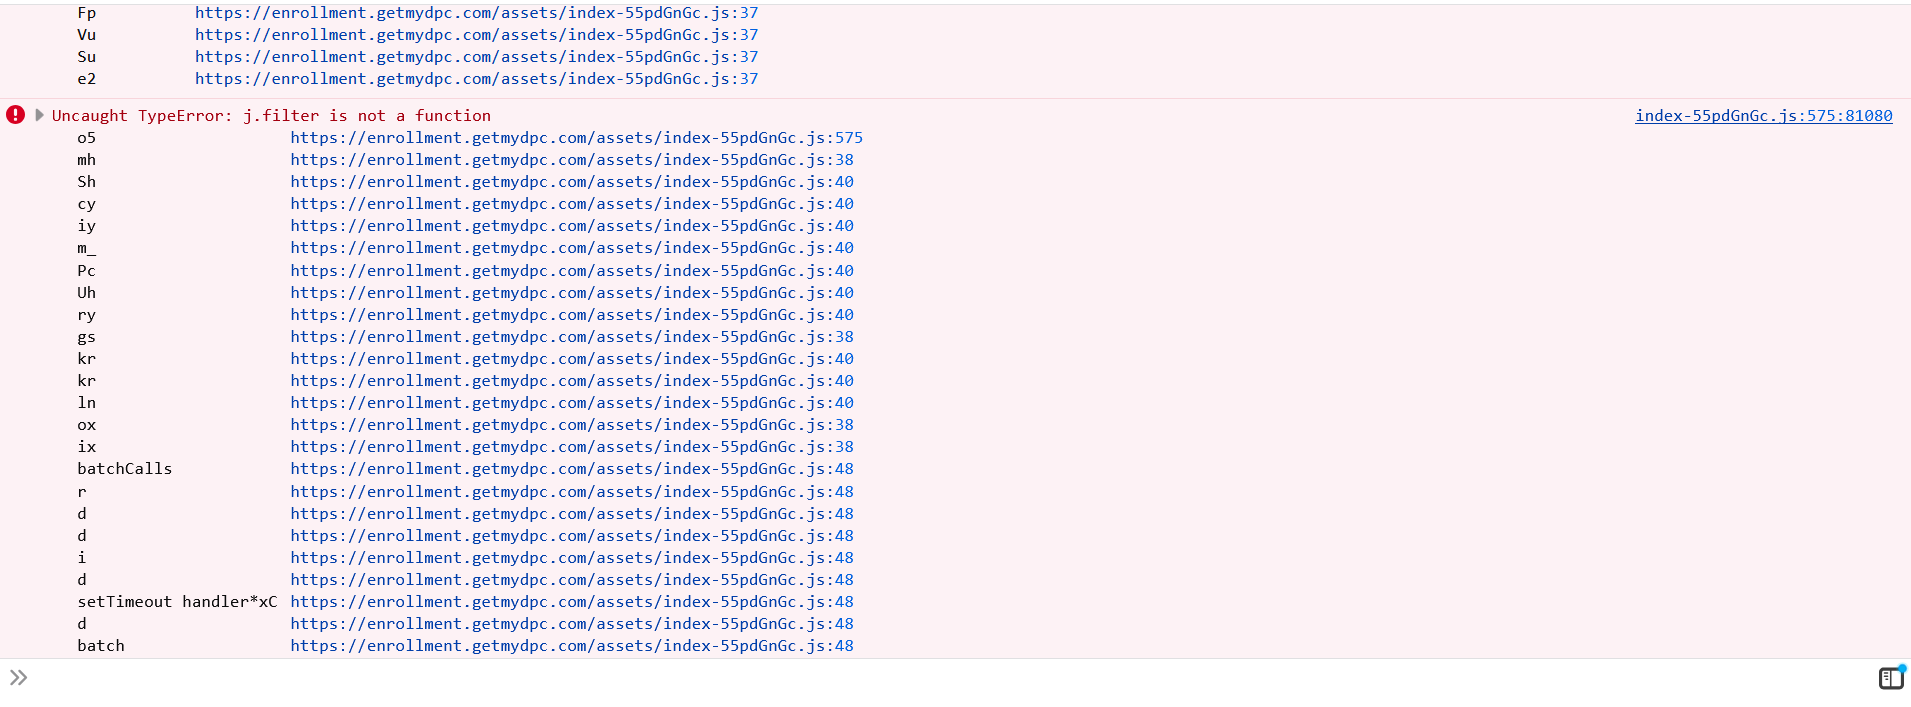 Fp https://enrollment.getmydpc.com/assets/index-55pdGnGc.js:37
Vu https://enrollment.getmydpc.com/assets/index-55pdGnGc.js:37
Su https://enrollment.getmydpc.com/assets/index-55pdGnGc.js:37
e2 https://enrollment.getmydpc.com/assets/index-55pdGnGc.js:37
Uncaught TypeError: j.filter is not a function index-55pdGnGc.js:575:81080
o5 https://enrollment.getmydpc.com/assets/index-55pdGnGc.js:575
mh https://enrollment.getmydpc.com/assets/index-55pdGnGc.js:38
Sh https://enrollment.getmydpc.com/assets/index-55pdGnGc.js:40
cy https://enrollment.getmydpc.com/assets/index-55pdGnGc.js:40
iy https://enrollment.getmydpc.com/assets/index-55pdGnGc.js:40
m_ https://enrollment.getmydpc.com/assets/index-55pdGnGc.js:40
Pc https://enrollment.getmydpc.com/assets/index-55pdGnGc.js:40
Uh https://enrollment.getmydpc.com/assets/index-55pdGnGc.js:40
ry https://enrollment.getmydpc.com/assets/index-55pdGnGc.js:40
gs https://enrollment.getmydpc.com/assets/index-55pdGnGc.js:38
kr https://enrollment.getmydpc.com/assets/index-55pdGnGc.js:40
kr https://enrollment.getmydpc.com/assets/index-55pdGnGc.js:40
ln https://enrollment.getmydpc.com/assets/index-55pdGnGc.js:40
ox https://enrollment.getmydpc.com/assets/index-55pdGnGc.js:38
ix https://enrollment.getmydpc.com/assets/index-55pdGnGc.js:38
batchCalls https://enrollment.getmydpc.com/assets/index-55pdGnGc.js:48
r https://enrollment.getmydpc.com/assets/index-55pdGnGc.js:48
d https://enrollment.getmydpc.com/assets/index-55pdGnGc.js:48
d https://enrollment.getmydpc.com/assets/index-55pdGnGc.js:48
i https://enrollment.getmydpc.com/assets/index-55pdGnGc.js:48
d https://enrollment.getmydpc.com/assets/index-55pdGnGc.js:48
setTimeout handler*xC https://enrollment.getmydpc.com/assets/index-55pdGnGc.js:48
d https://enrollment.getmydpc.com/assets/index-55pdGnGc.js:48
batch https://enrollment.getmydpc.com/assets/index-55pdGnGc.js:48